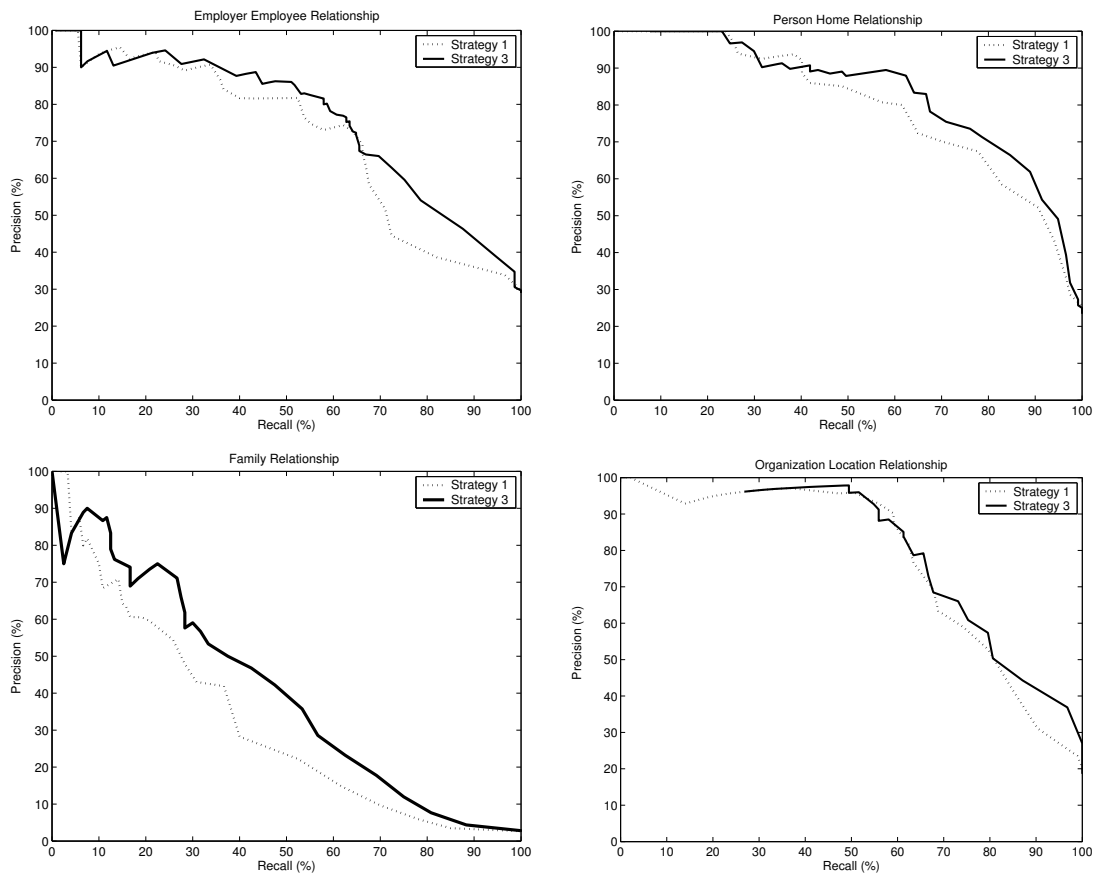 Employer Employee Relationship
100
90
80
70
60
50
40
30
20
10
0
Precision (%)
Strategy 1
Strategy 3
0 10 20 30 40 50 60 70 80 90 100
Recall (%)
Person Home Relationship
100
90
80
70
60
50
40
30
20
10
0
Precision (%)
Strategy 1
Strategy 3
0 10 20 30 40 50 60 70 80 90 100
Recall (%)
Family Relationship
100
90
80
70
60
50
40
30
20
10
0
Precision (%)
Strategy 1
Strategy 3
0 10 20 30 40 50 60 70 80 90 100
Recall (%)
Organization Location Relationship
100
90
80
70
60
50
40
30
20
10
0
Precision (%)
Strategy 1
Strategy 3
0 10 20 30 40 50 60 70 80 90 100
Recall (%)